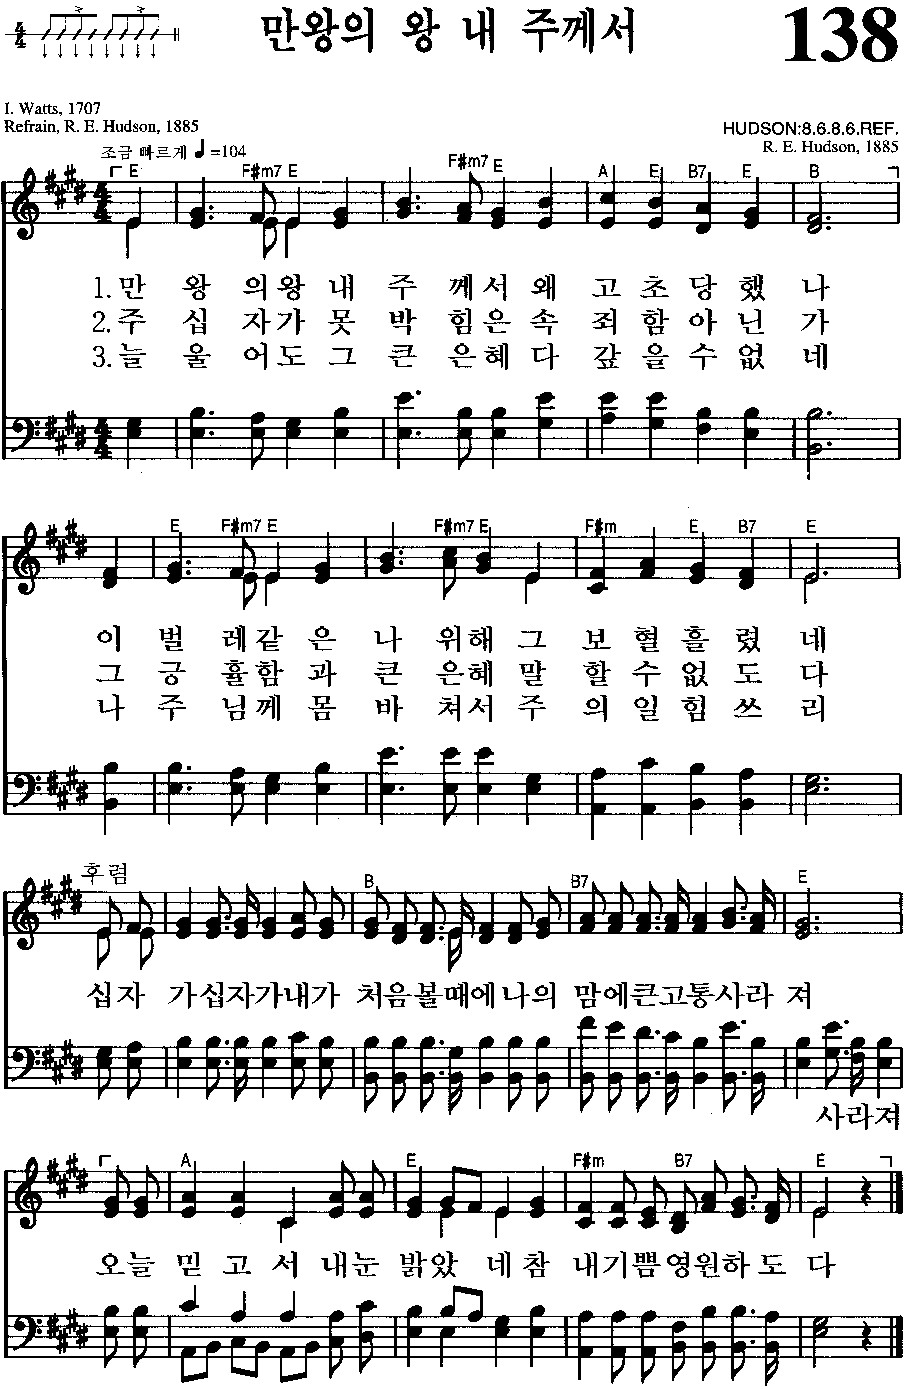 만왕의 왕 내 주께서
138
I. Watts, 1707
Refrain, R. E. Hudson, 1885
HUDSON:8.6.8.6.REF.
R. E. Hudson, 1885
조금 빠르게 ♩=104
E F#m7 E F#m7 E A E B7 E B
1.만 왕 의왕 내 주 께서 왜 고 초 당 했 나
2.주 십 자가 못 박 힘은 속 죄 함 아 닌 가
3.늘 울 어도 그 큰 은혜 다 갚 을 수 없 네
E F#m7 E F#m7 E F#m E B7 E
이 벌 레같 은 나 위해 그 보 혈 흘 렸 네
그 긍 휼함 과 큰 은혜 말 할 수 없 도 다
나 주 님께 몸 바 쳐서 주 의 일 힘 쓰 리
후렴
B B7 E
십자 가십자가내가 처음볼때에나의 맘에큰고통사라 져
사라져
A E F#m B7 E
오늘 믿 고 서 내눈 밝았 네 참 내기쁨영원하 도 다